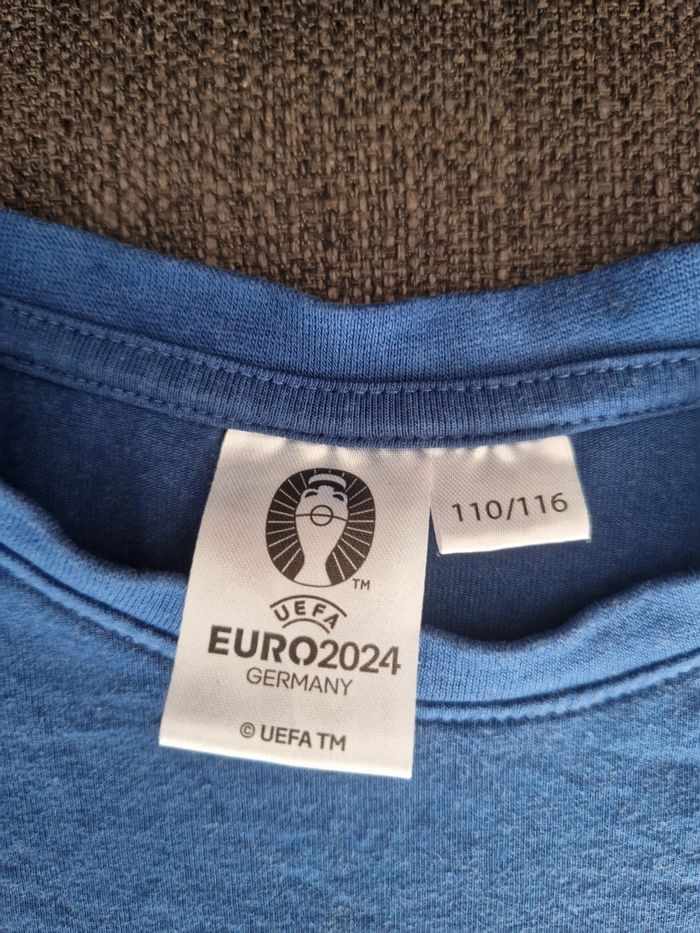 TM
UEFA
EURO2024
GERMANY
© UEFA TM
110/116